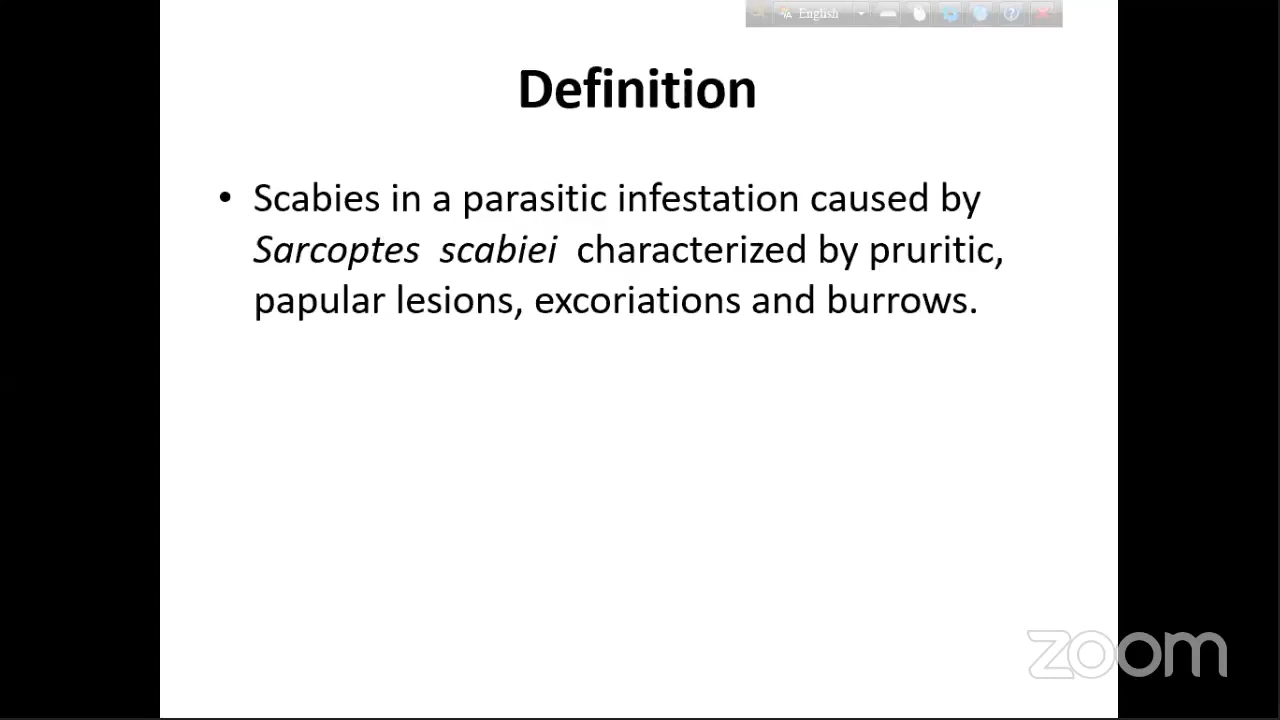 English
Definition
• Scabies in a parasitic infestation caused by
Sarcoptes scabiei characterized by pruritic,
papular lesions, excoriations and burrows.
zoom